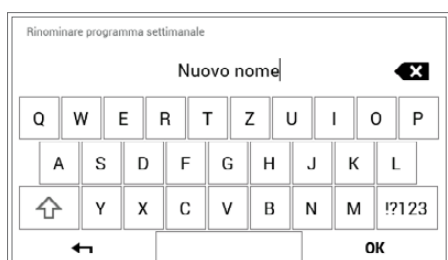 Rinominare programma settimanale
Nuovo nome
Q W E R T Z U I O P
A S D F G H J K L
Y X C V B N M !?123
OK